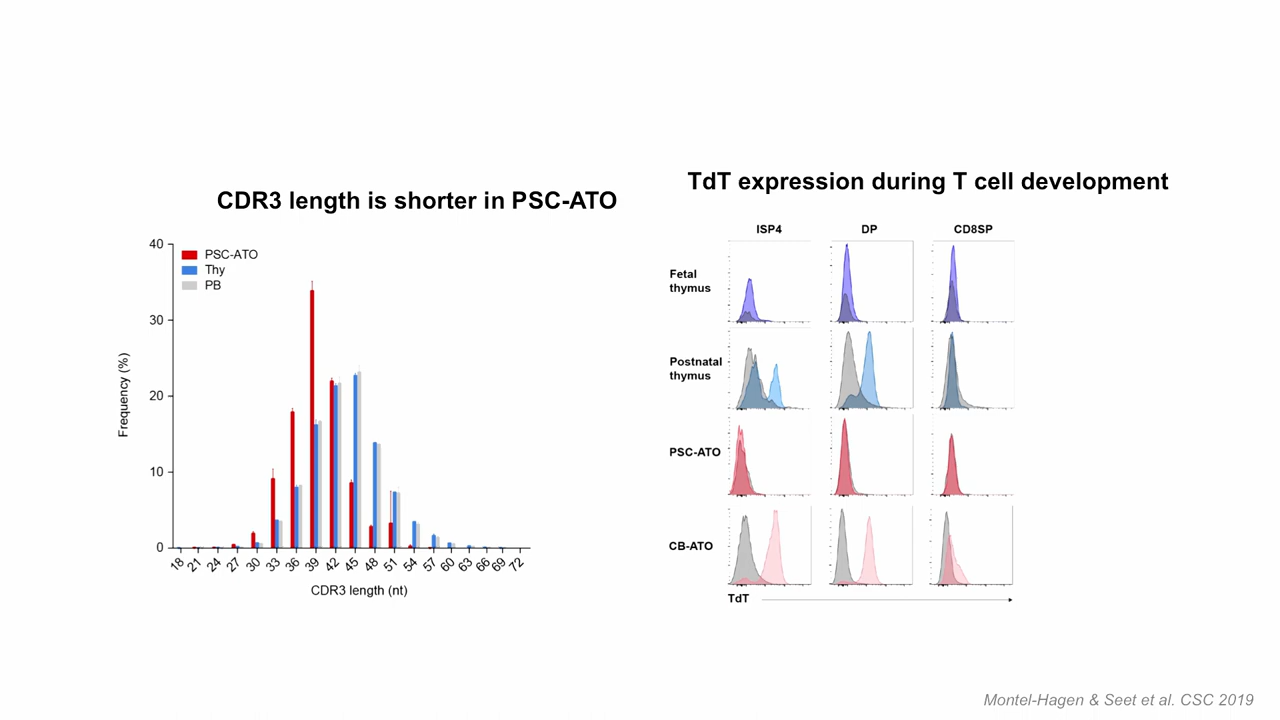 CDR3 length is shorter in PSC-ATO
40
30
20
10
0
Frequency (%)
PSC-ATO
Thy
PB
18 21 24 27 30 33 36 39 42 45 48 51 54 57 60 63 66 69 72
CDR3 length (nt)
TdT expression during T cell development
ISP4 DP CD8SP
Fetal
thymus
Postnatal
thymus
PSC-ATO
CB-ATO
TdT
Montel-Hagen & Seet et al. CSC 2019